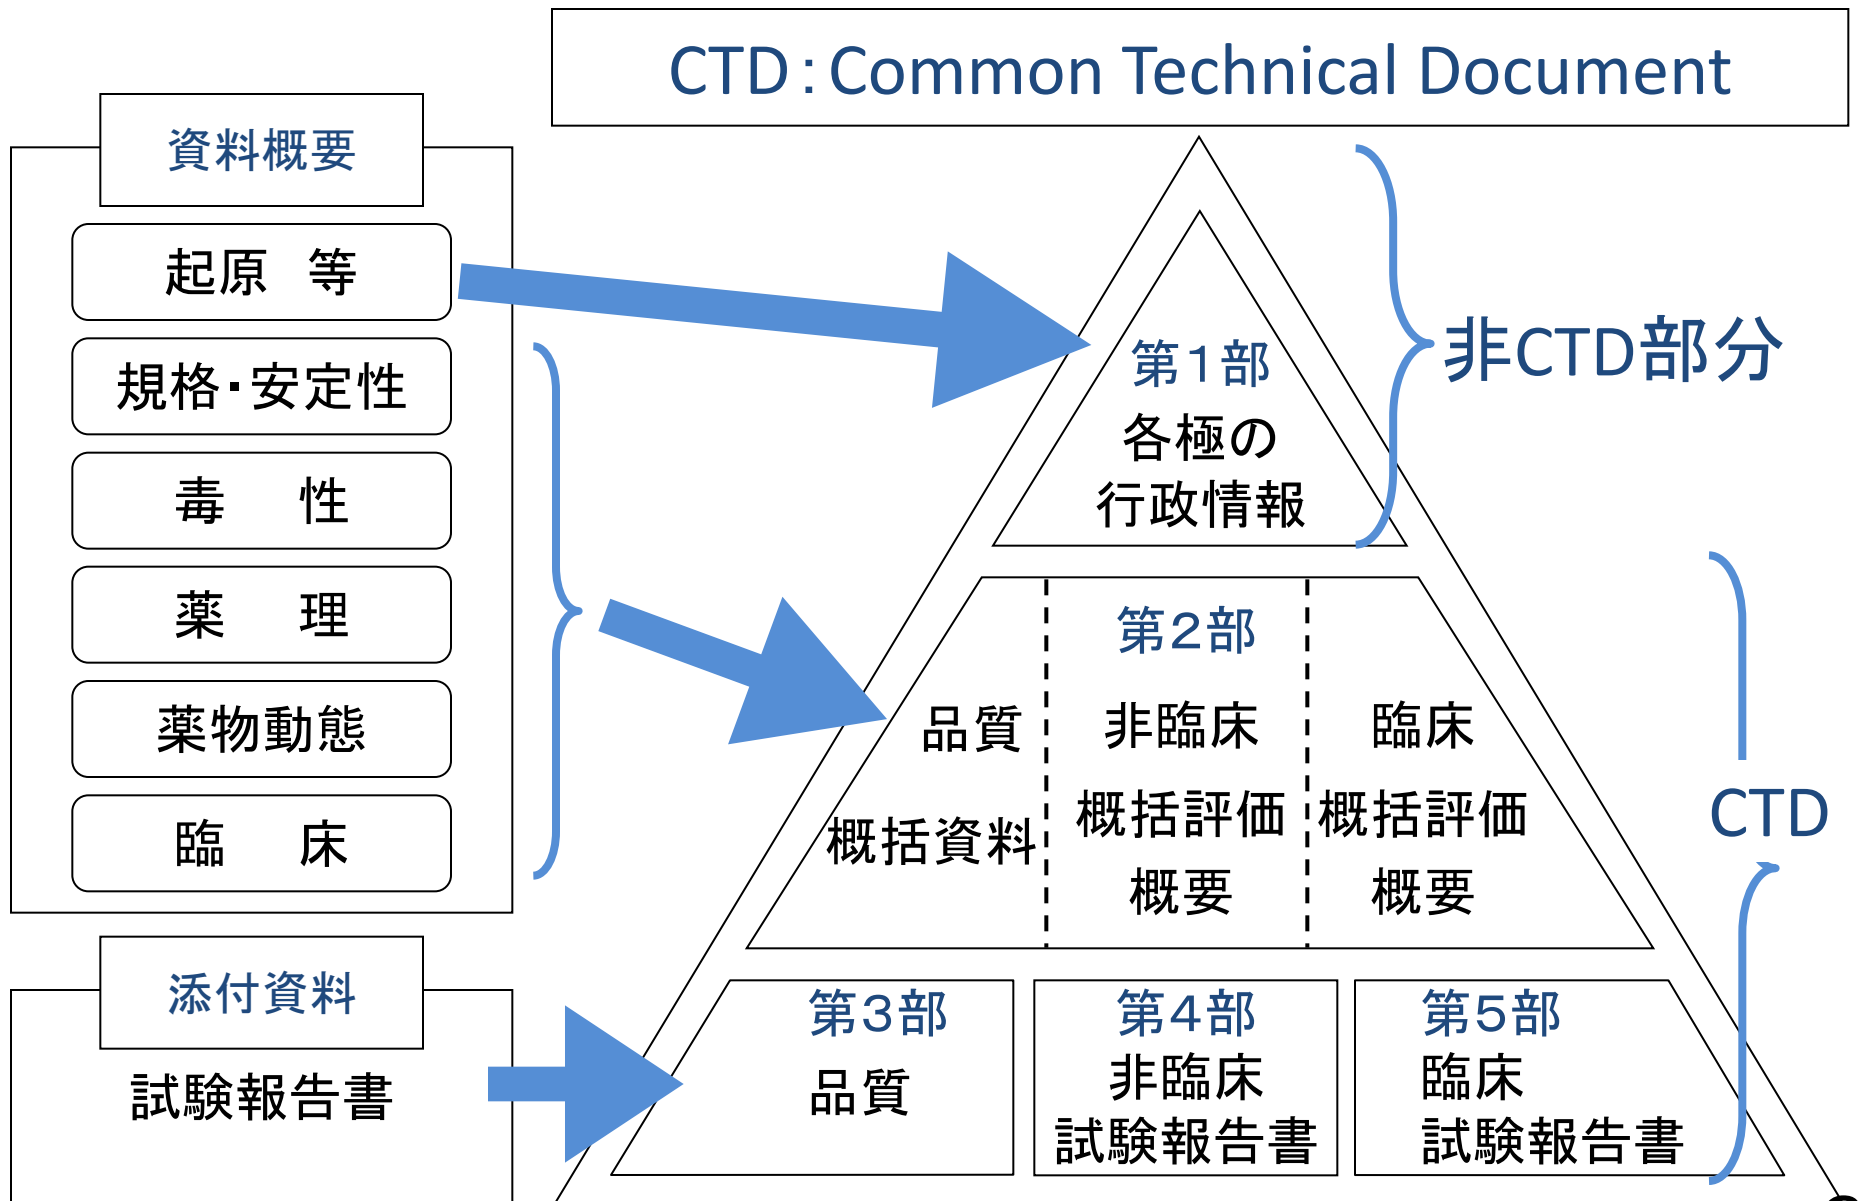 CTD：Common Technical Document
資料概要
起原　等
規格・安定性
毒　性
薬　理
薬物動態
臨　床
添付資料
試験報告書
第１部
各極の
行政情報
非CTD部分
第２部
品質
概括資料
非臨床
概括評価
概要
臨床
概括評価
概要
CTD
第３部
品質
第４部
非臨床
試験報告書
第５部
臨床
試験報告書